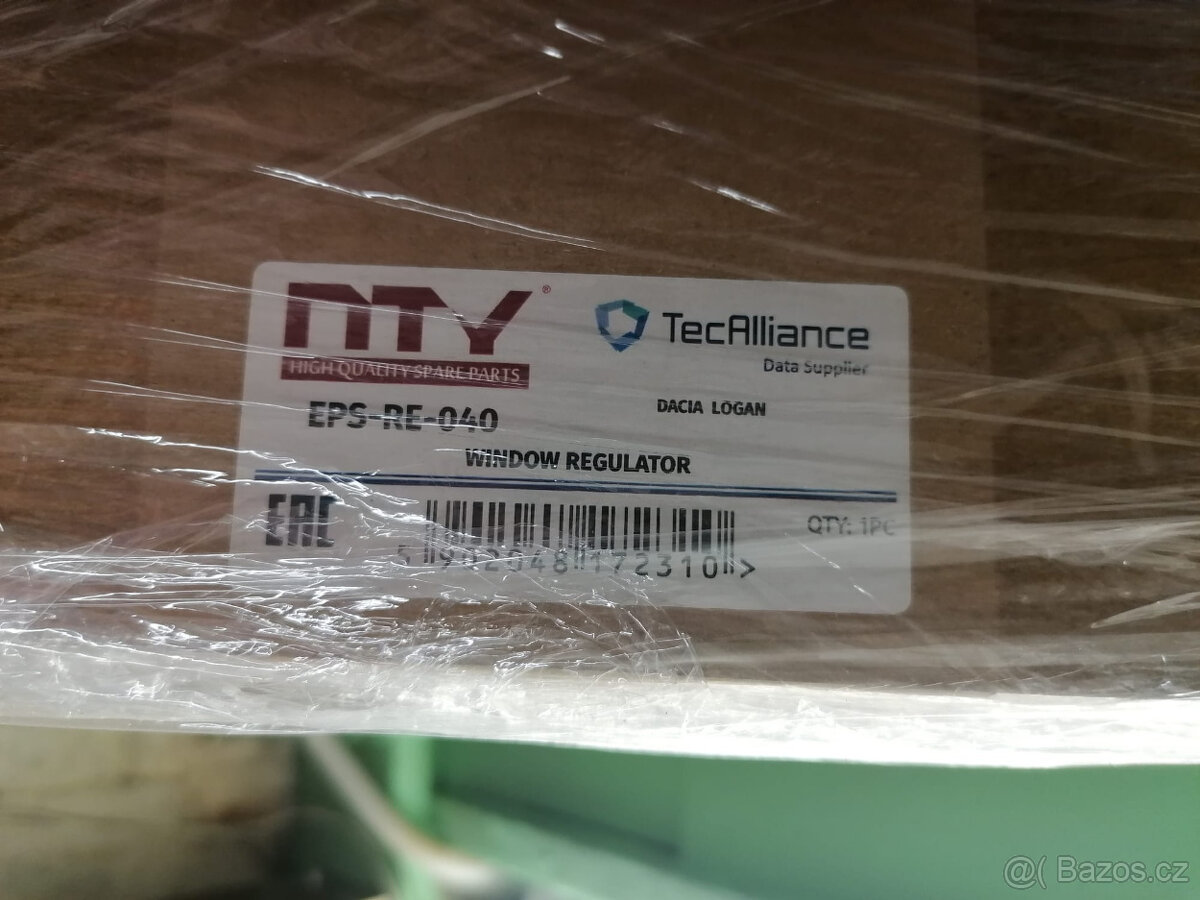 NTY®
HIGH QUALITY SPARE PARTS
TecAlliance
Data Supplier
EPS-RE-040
DACIA LOGAN
WINDOW REGULATOR
EAC
QTY: 1PC
5 902048 172310 >
@( Bazos.cz